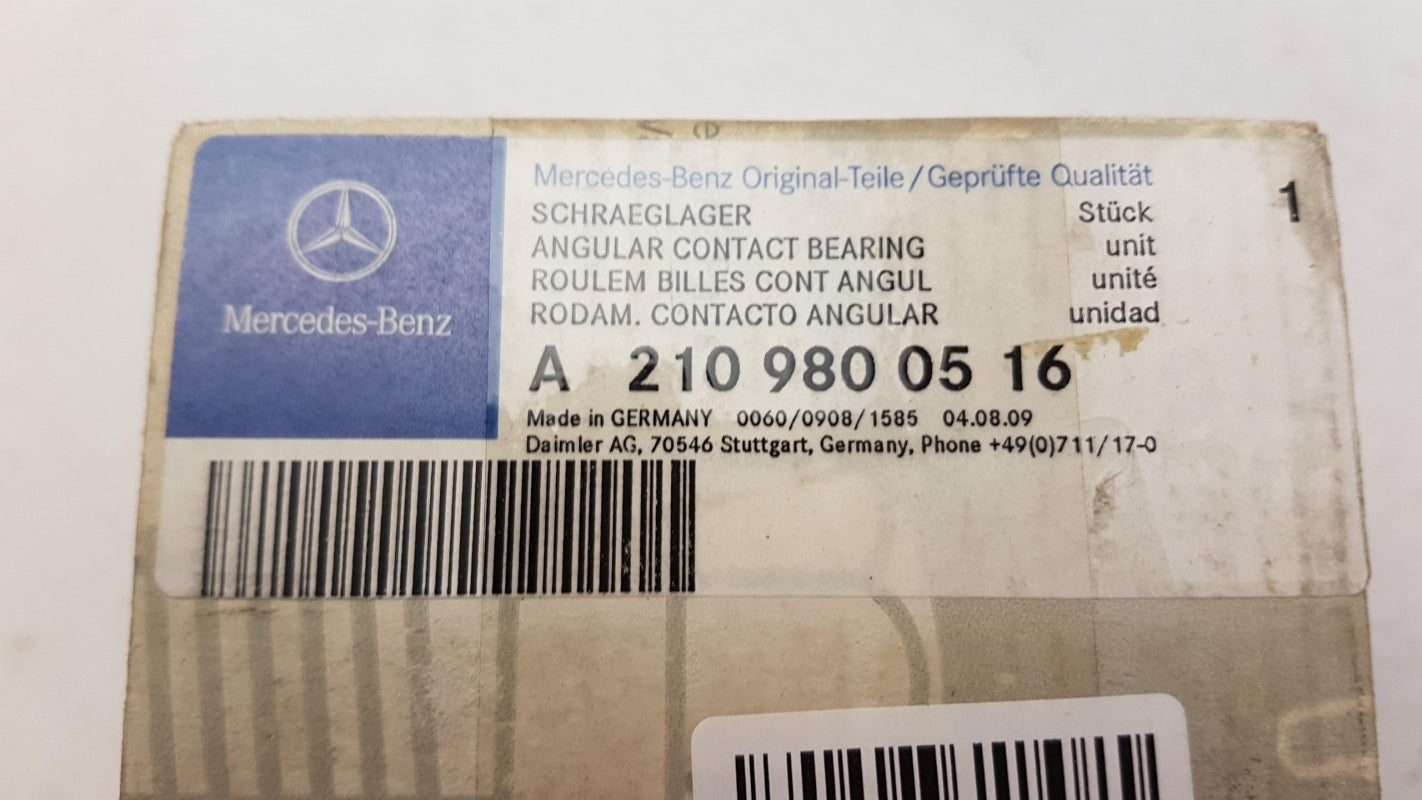 Mercedes-Benz
Mercedes-Benz Original-Teile/Geprüfte Qualität
SCHRAEGLAGER Stück 1
ANGULAR CONTACT BEARING unit
ROULEM BILLES CONT ANGUL unité
RODAM. CONTACTO ANGULAR unidad
A 210 980 05 16
Made in GERMANY 0060/0908/1585 04.08.09
Daimler AG, 70546 Stuttgart, Germany, Phone +49(0)711/17-0